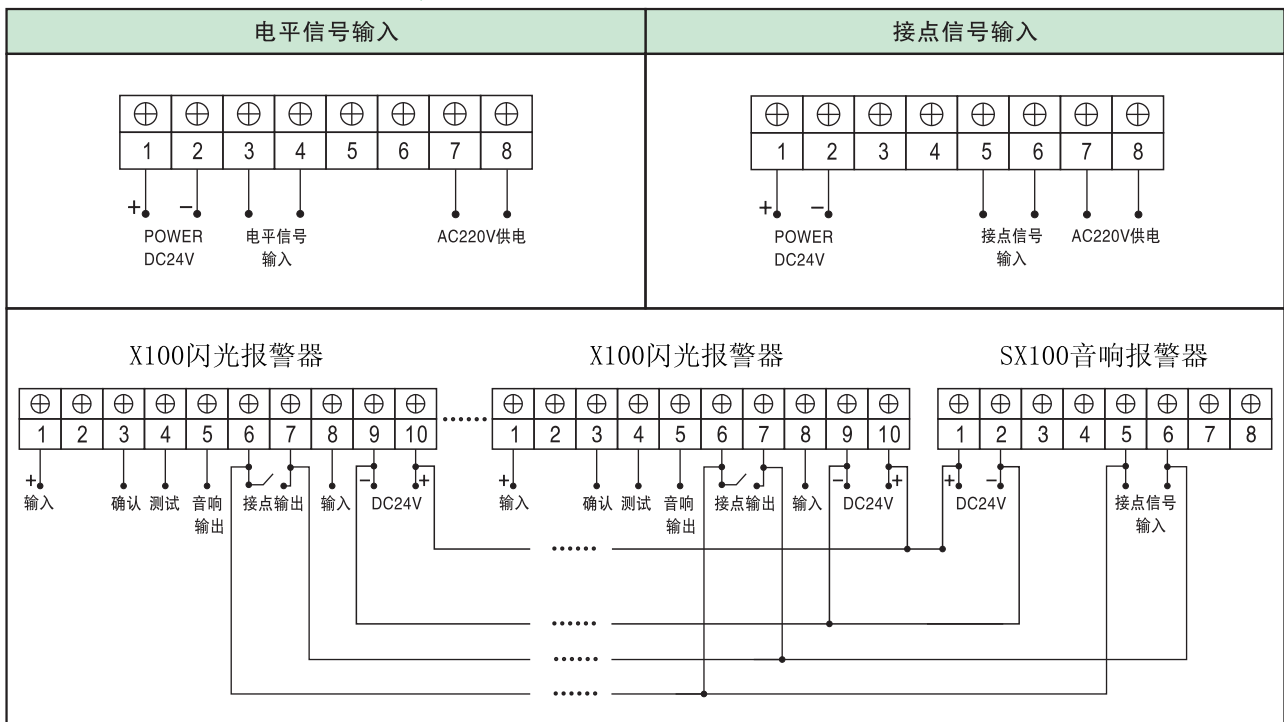 电平信号输入
接点信号输入
1 2 3 4 5 6 7 8
+ − 
POWER DC24V
电平信号输入
AC220V供电
1 2 3 4 5 6 7 8
+ −
POWER DC24V
接点信号输入
AC220V供电
X100闪光报警器
X100闪光报警器
SX100音响报警器
1 2 3 4 5 6 7 8 9 10
······
1 2 3 4 5 6 7 8 9 10
1 2 3 4 5 6 7 8
+ − +
输入 确认 测试 音响输出 接点输出 输入 DC24V
+ − +
输入 确认 测试 音响输出 接点输出 输入 DC24V
+ −
DC24V
接点信号输入
······
······
······
······